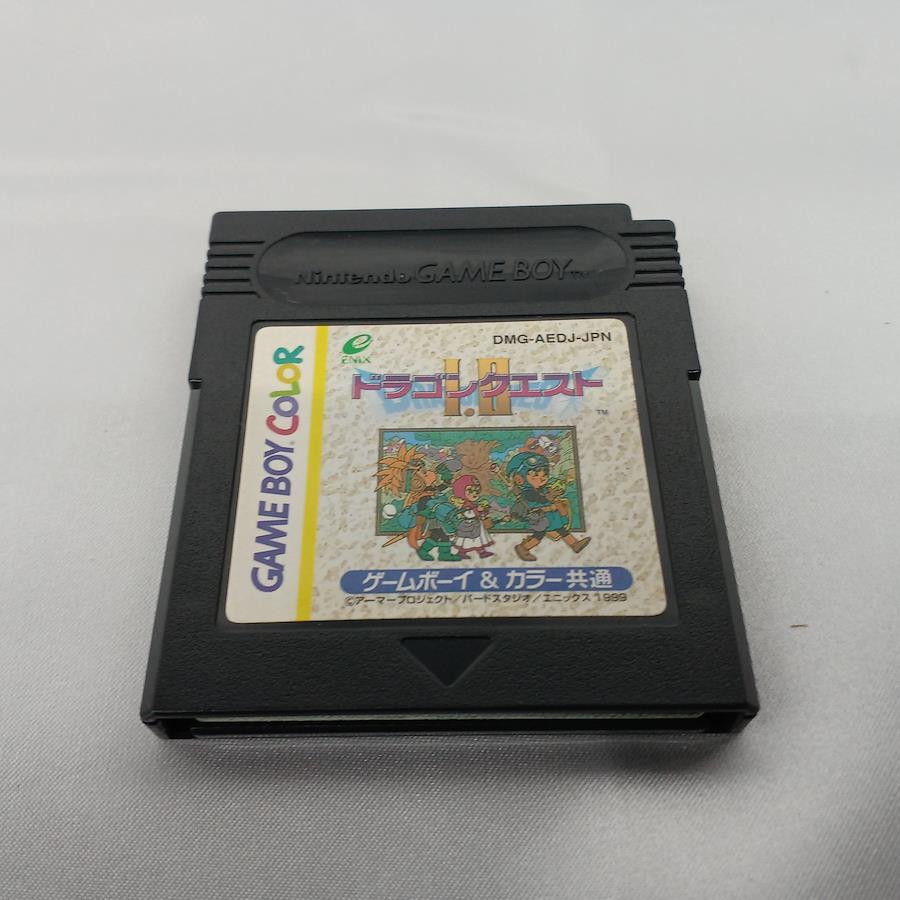 Nintendo GAME BOY™
GAME BOY COLOR
ENIX
DMG-AEDJ-JPN
ドラゴンクエスト
I・II
™
ゲームボーイ & カラー共通
©アーマープロジェクト/バードスタジオ/エニックス 1999